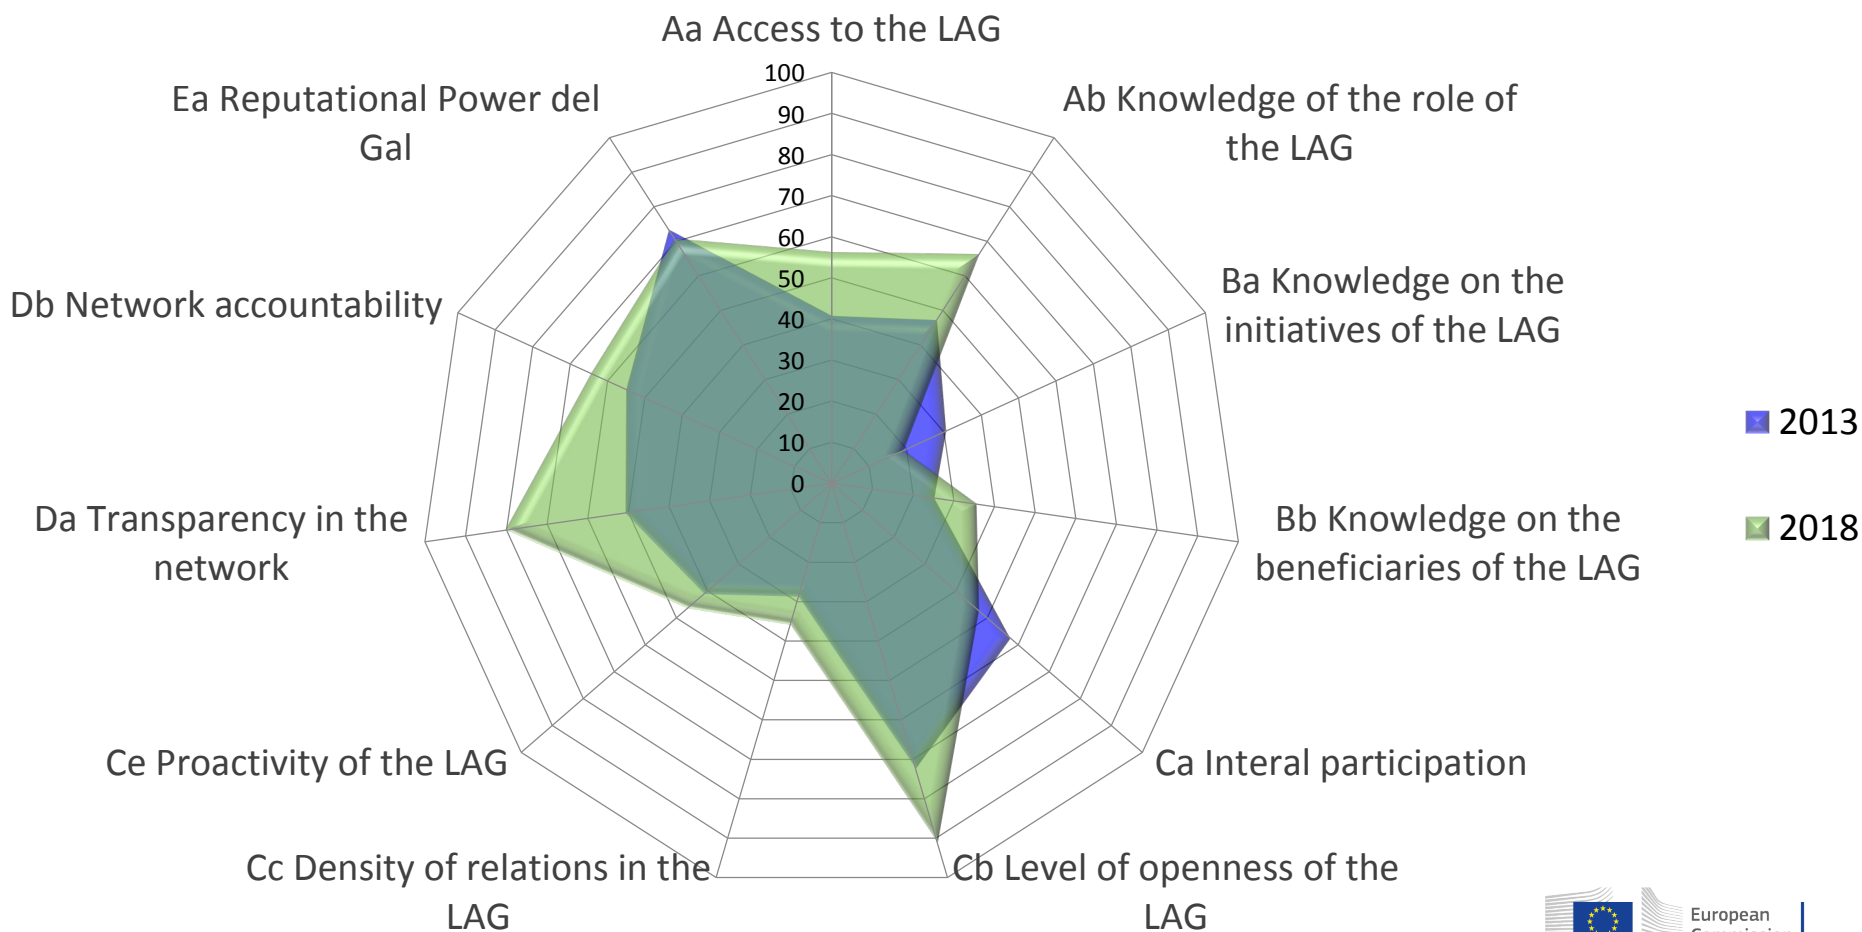 Aa Access to the LAG
Ea Reputational Power del
Gal
Ab Knowledge of the role of
the LAG
100
90
80
70
60
50
40
30
20
10
0
Ba Knowledge on the
initiatives of the LAG
Db Network accountability
2013
2018
Da Transparency in the
network
Bb Knowledge on the
beneficiaries of the LAG
Ce Proactivity of the LAG
Ca Interal participation
Cc Density of relations in the
LAG
Cb Level of openness of the
LAG
European
Commission